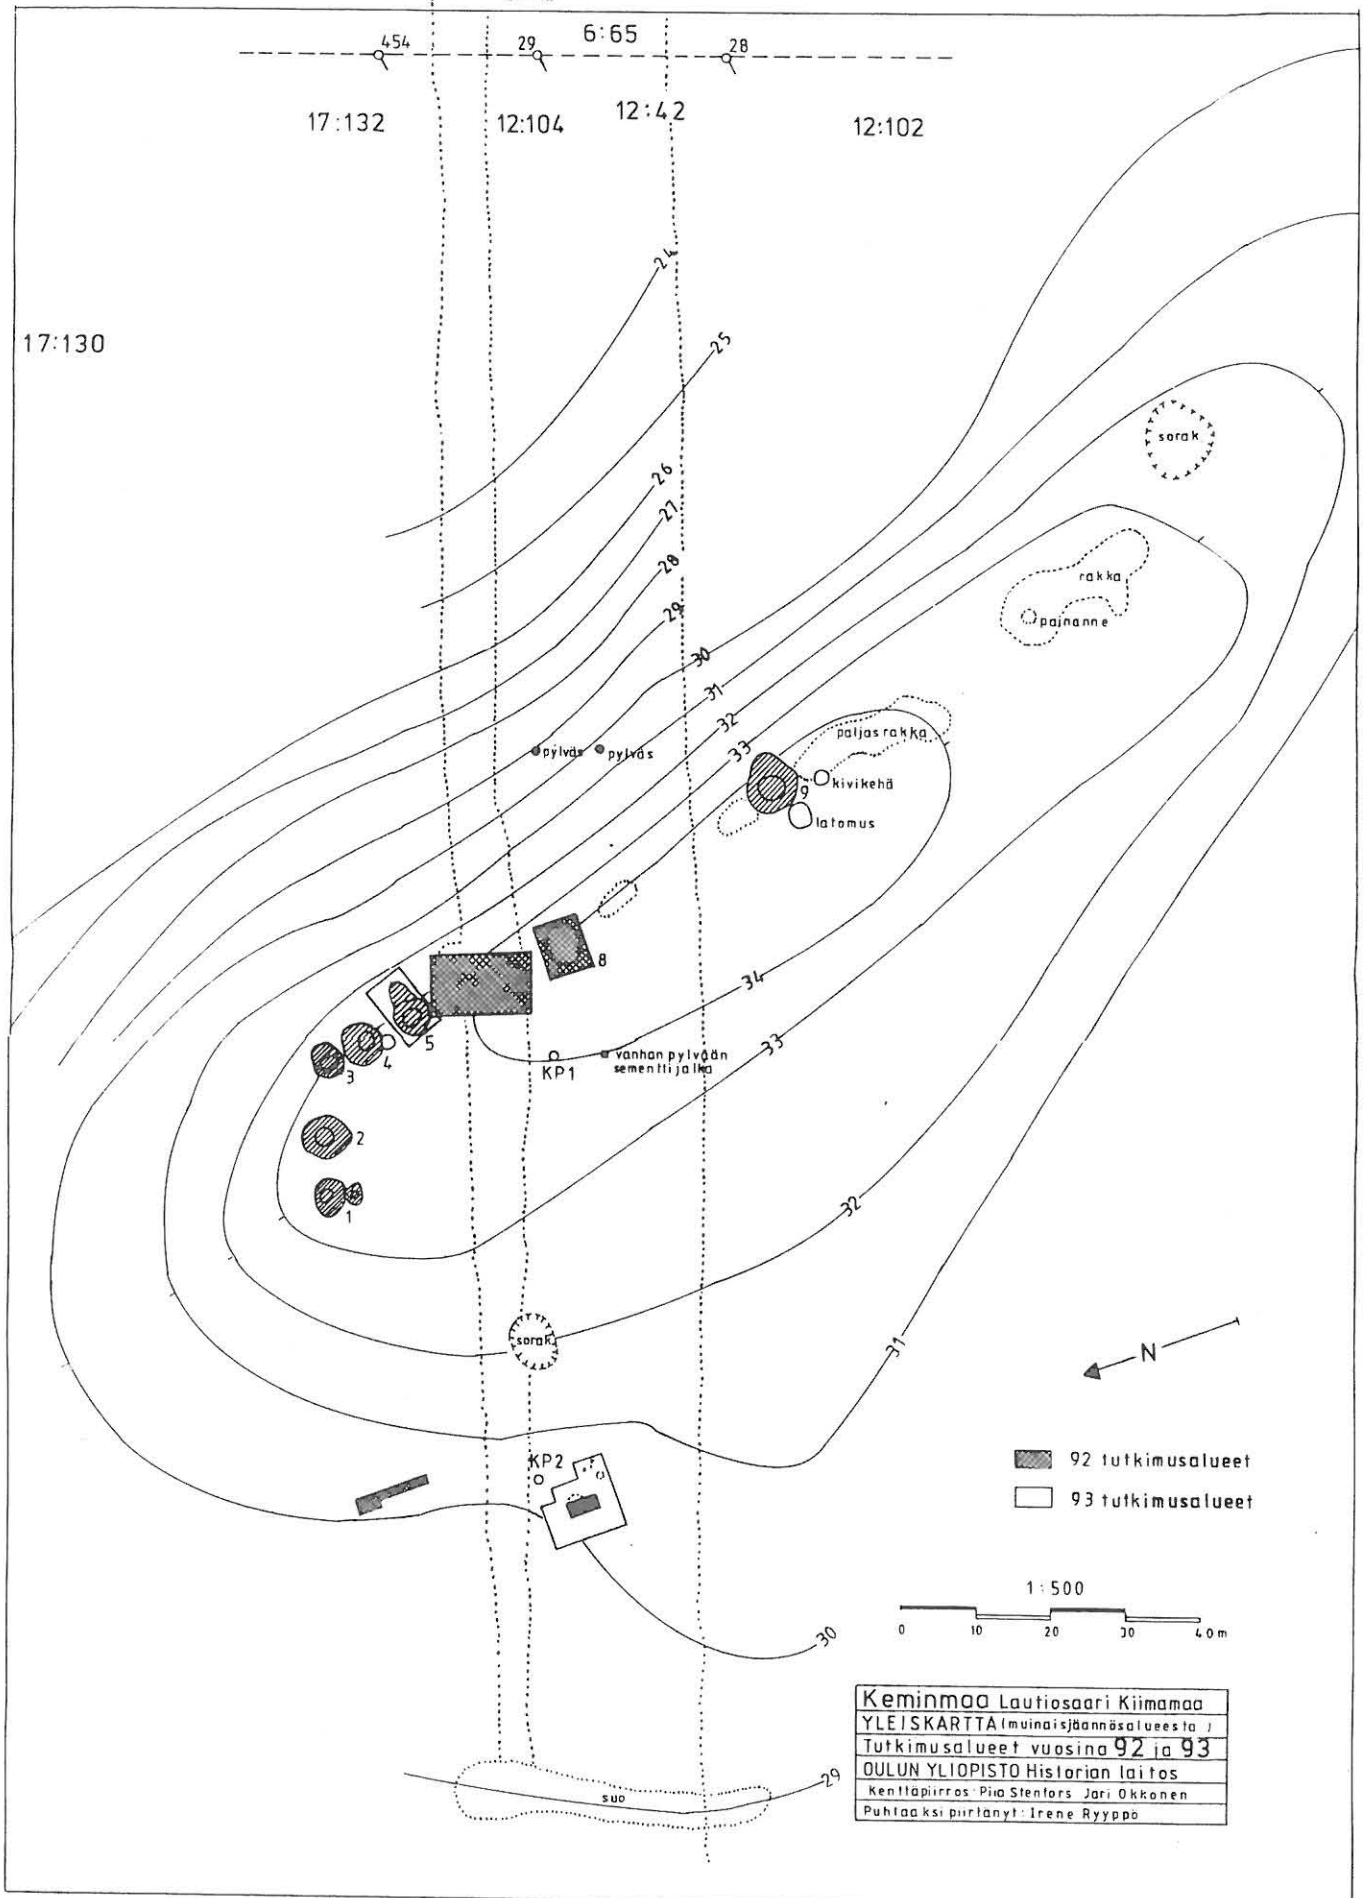 6:65
454
29
28
17:132
12:104
12:42
12:102
24
17:130
25
sorak
26
27
28
rakka
29
painanne
30
31
32
paljas rakka
33
pylväs
pylväs
kivikehä
9
latomus
8
34
5
4
3
KP1
vanhan pylvään
sementtijalka
33
2
1
32
sorak
31
N
KP2
92 tutkimusalueet
93 tutkimusalueet
1:500
0 10 20 30 40m
30
Keminmaa Lautiosaari Kiimamaa
YLEISKARTTA (muinaisjäännösalueesta)
Tutkimusalueet vuosina 92 ja 93
OULUN YLIOPISTO Historian laitos
Kenttäpiirros: Piia Stenfors Jari Okkonen
Puhtaaksi piirtänyt: Irene Ryyppö
29
suo